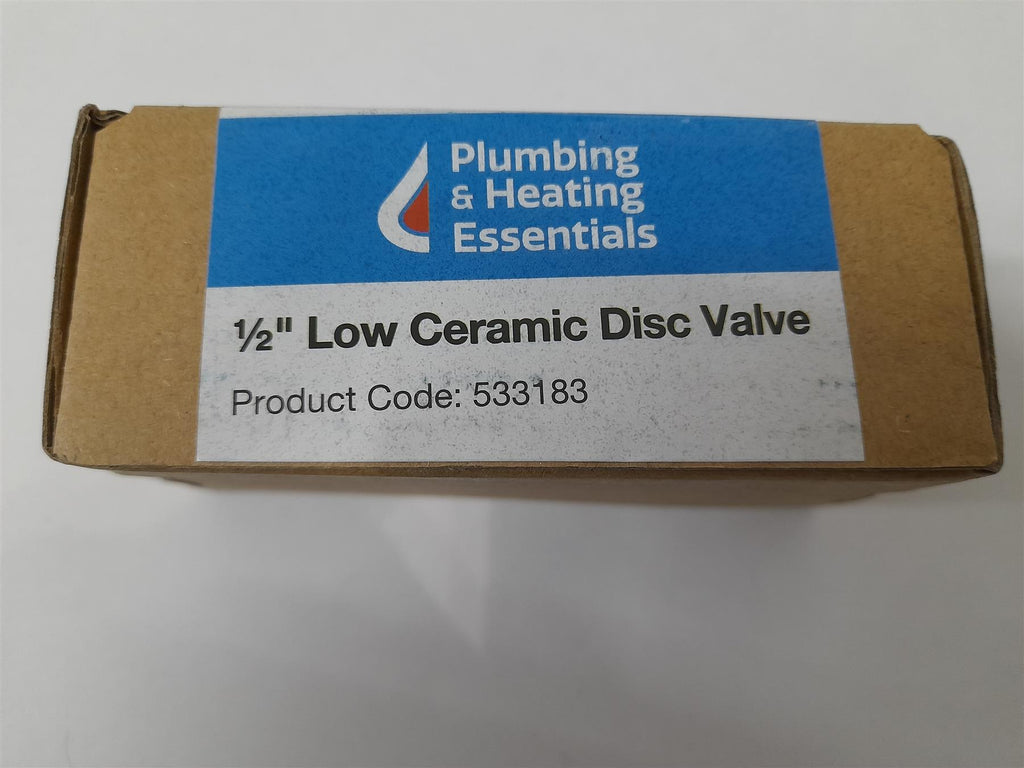 Plumbing
& Heating
Essentials
½" Low Ceramic Disc Valve
Product Code: 533183